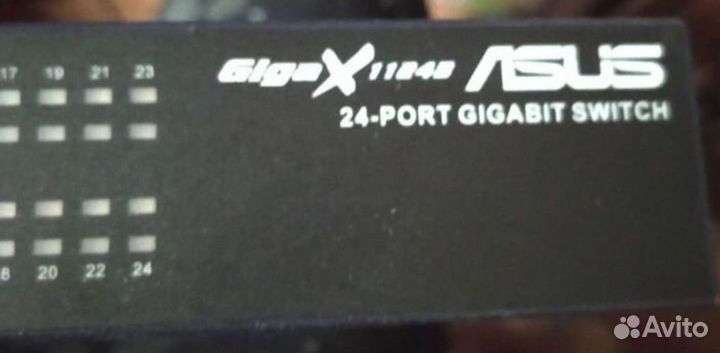 17 19 21 23
GigaX 1124B ASUS
24-PORT GIGABIT SWITCH
8 20 22 24
Avito